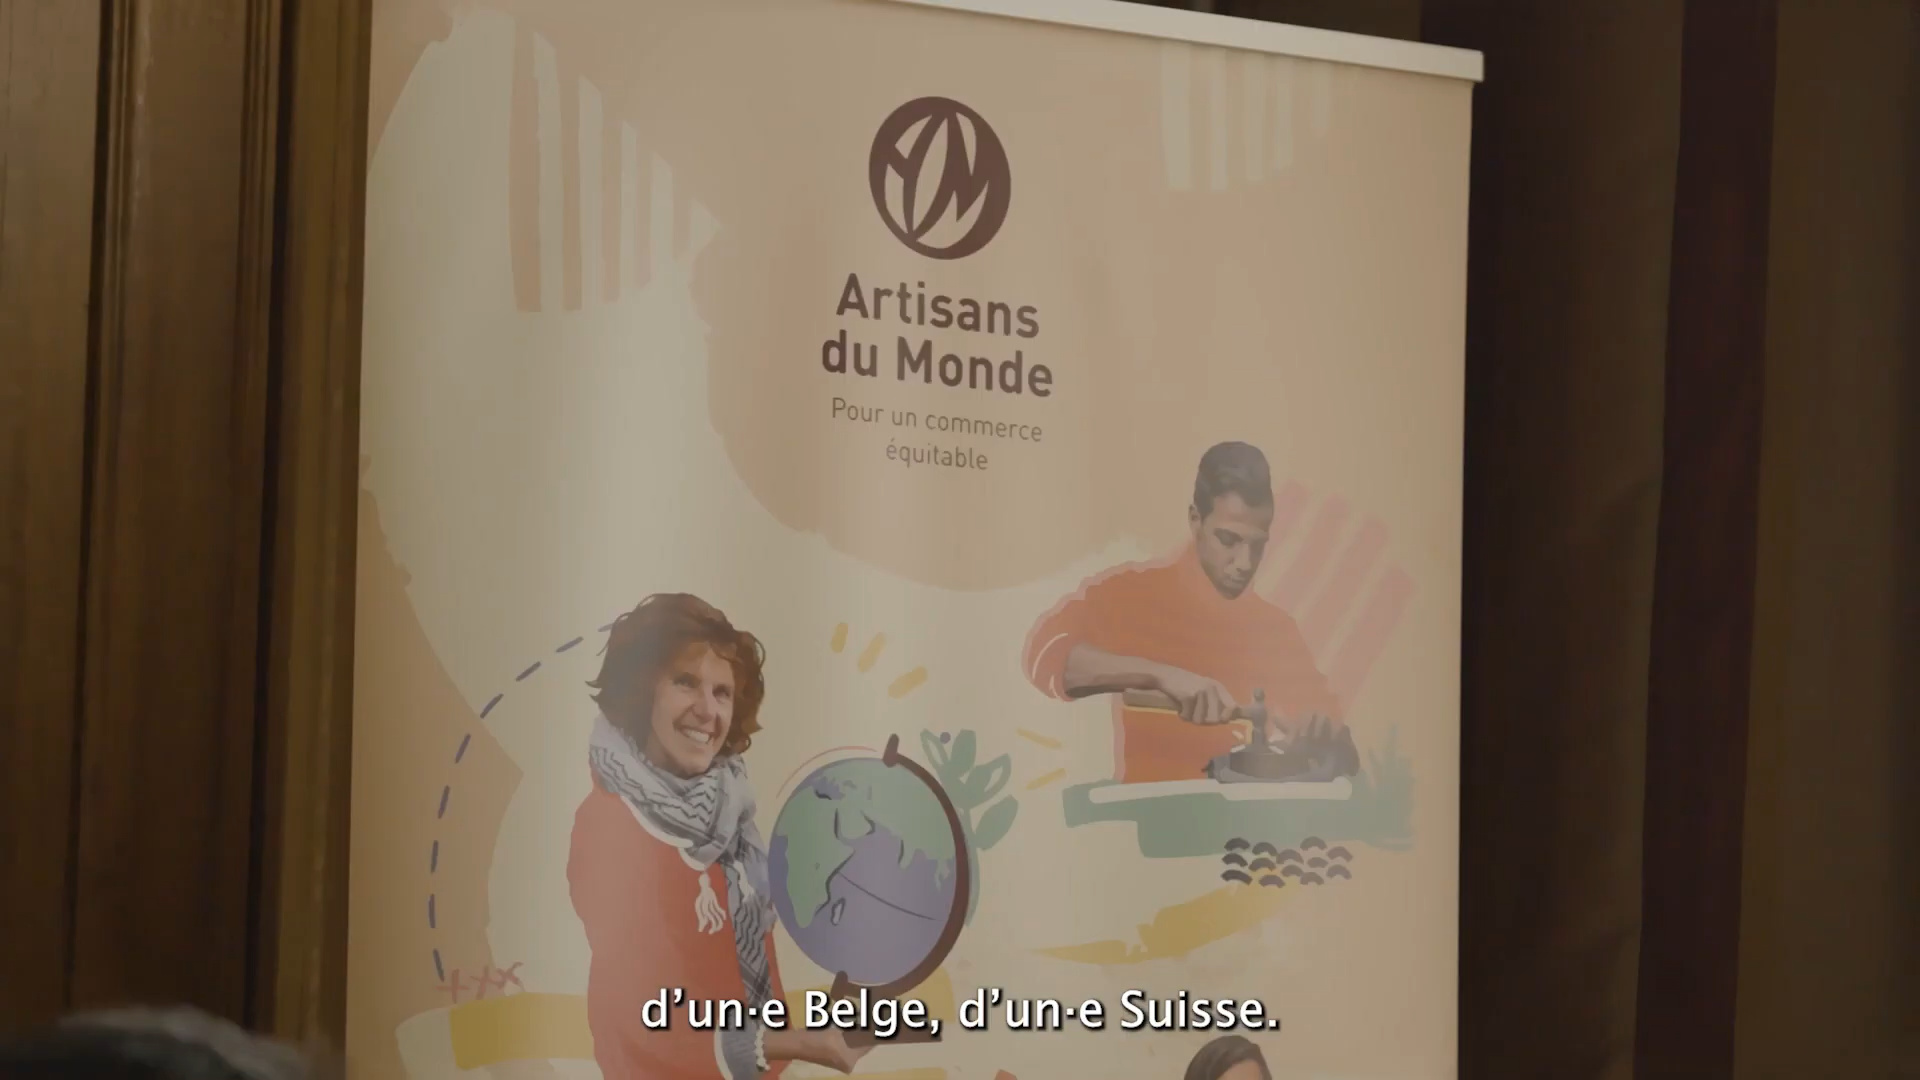 Artisans
du Monde
Pour un commerce
équitable
d’un·e Belge, d’un·e Suisse.